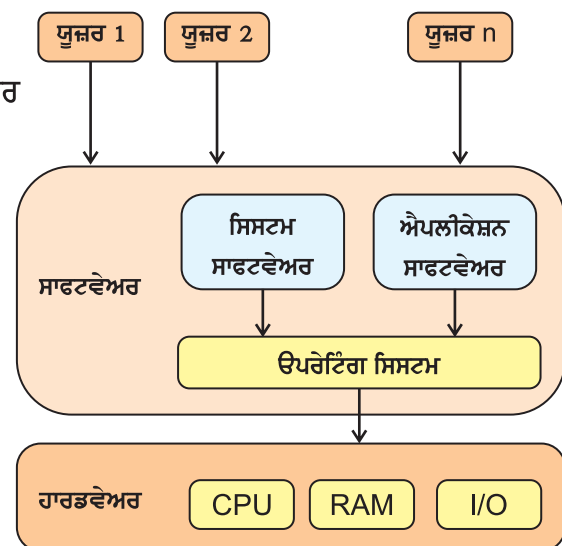 ਯੂਜ਼ਰ 1 ਯੂਜ਼ਰ 2 ਯੂਜ਼ਰ n
ਰ
ਸਿਸਟਮ
ਸਾਫਟਵੇਅਰ
ਐਪਲੀਕੇਸ਼ਨ
ਸਾਫਟਵੇਅਰ
ਸਾਫਟਵੇਅਰ
ਓਪਰੇਟਿੰਗ ਸਿਸਟਮ
ਹਾਰਡਵੇਅਰ CPU RAM I/O